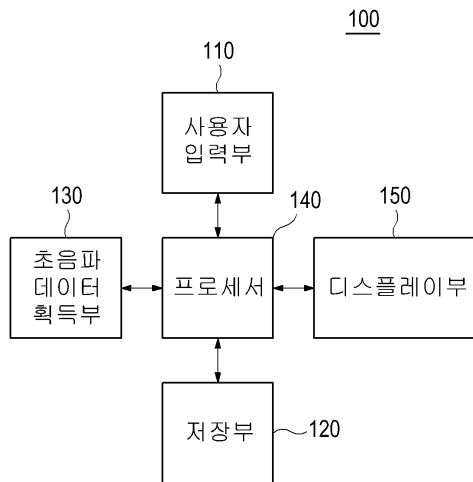 100
110
사용자
입력부
130
초음파
데이터
획득부
140
프로세서
150
디스플레이부
저장부
120